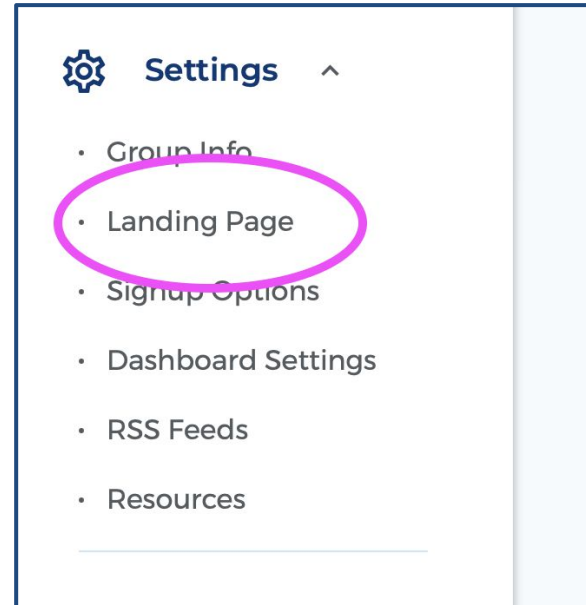 Settings
Group Info
Landing Page
Signup Options
Dashboard Settings
RSS Feeds
Resources